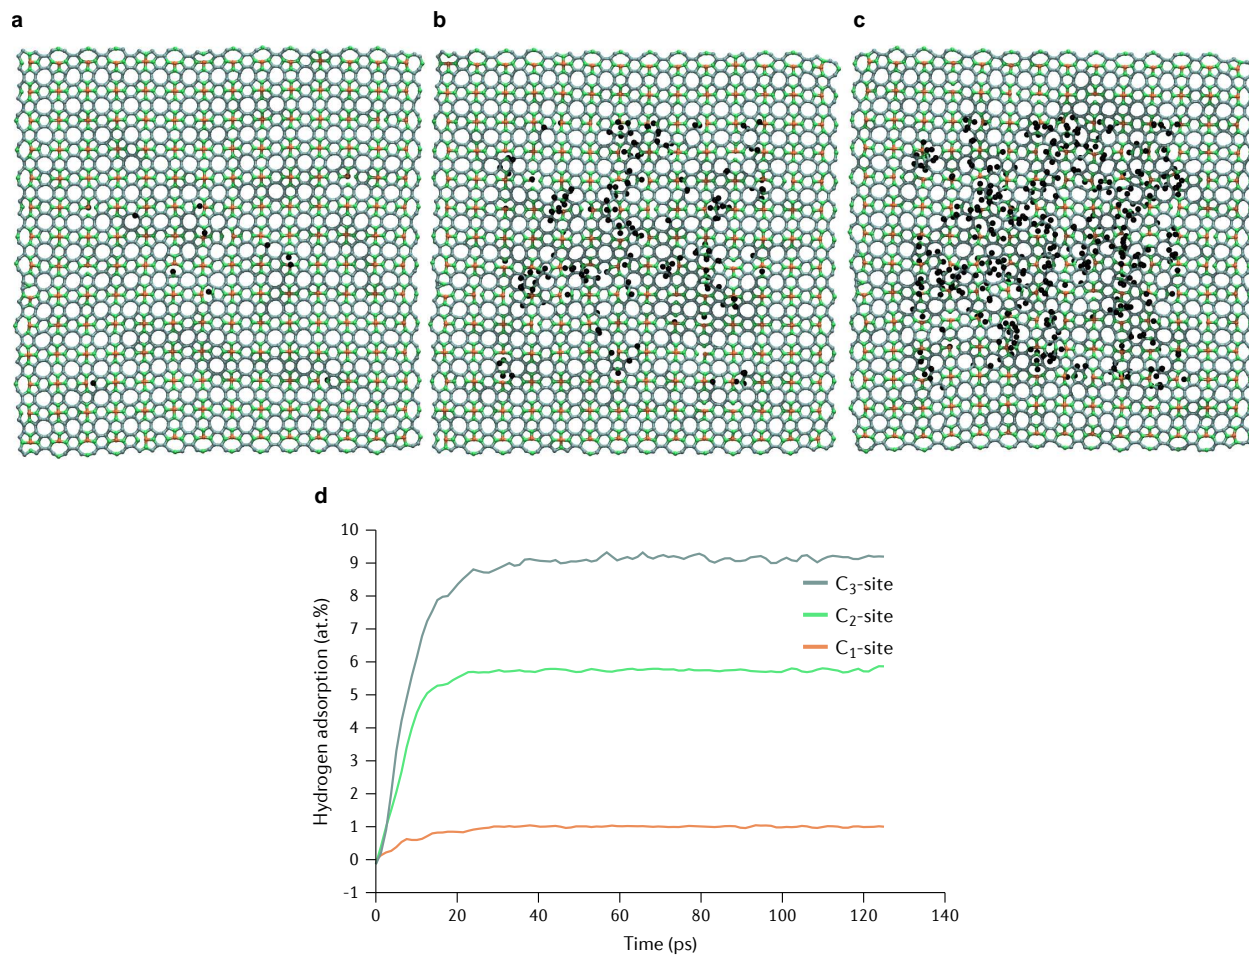 a
b
c
d
10
9
8
7
6
5
4
3
2
1
0
-1
Hydrogen adsorption (at.%)
C₃-site
C₂-site
C₁-site
0 20 40 60 80 100 120 140
Time (ps)